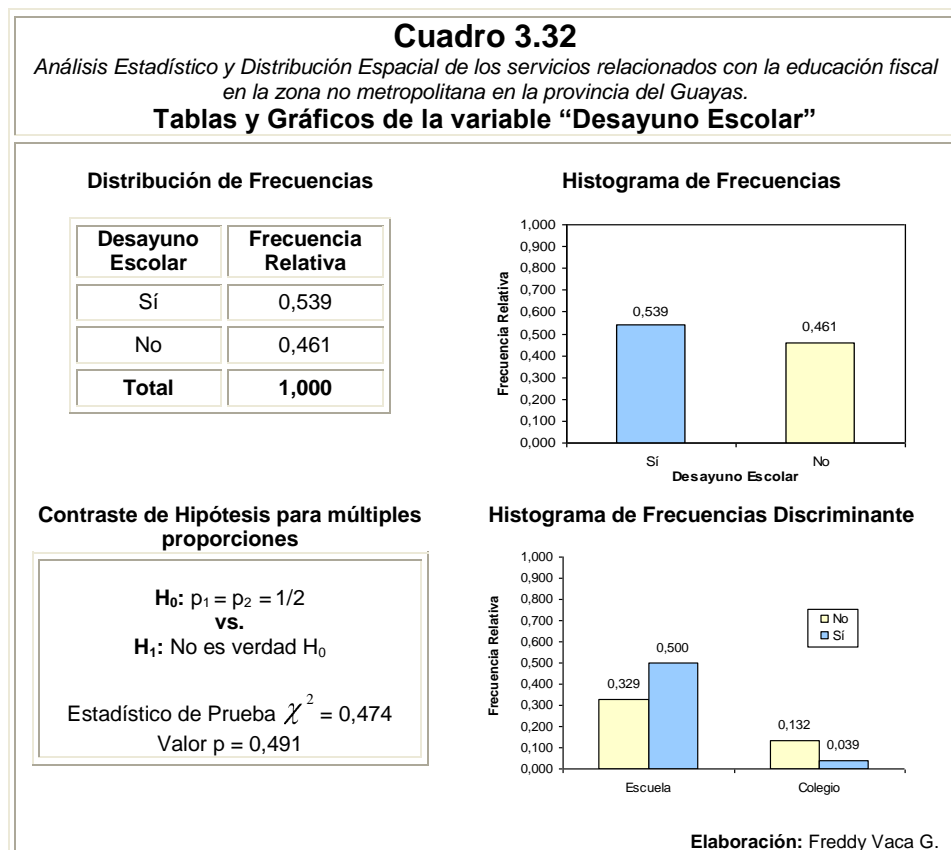 Cuadro 3.32
Análisis Estadístico y Distribución Espacial de los servicios relacionados con la educación fiscal
en la zona no metropolitana en la provincia del Guayas.
Tablas y Gráficos de la variable “Desayuno Escolar”
Distribución de Frecuencias
Desayuno Escolar
Frecuencia Relativa
Sí 0,539
No 0,461
Total 1,000
Histograma de Frecuencias
Frecuencia Relativa
1,000
0,900
0,800
0,700
0,600
0,500
0,400
0,300
0,200
0,100
0,000
0,539
0,461
Sí No
Desayuno Escolar
Contraste de Hipótesis para múltiples
proporciones
H₀: p₁ = p₂ = 1/2
vs.
H₁: No es verdad H₀
Estadístico de Prueba χ² = 0,474
Valor p = 0,491
Histograma de Frecuencias Discriminante
Frecuencia Relativa
1,000
0,900
0,800
0,700
0,600
0,500
0,400
0,300
0,200
0,100
0,000
0,329
0,500
0,132
0,039
No
Sí
Escuela Colegio
Elaboración: Freddy Vaca G.